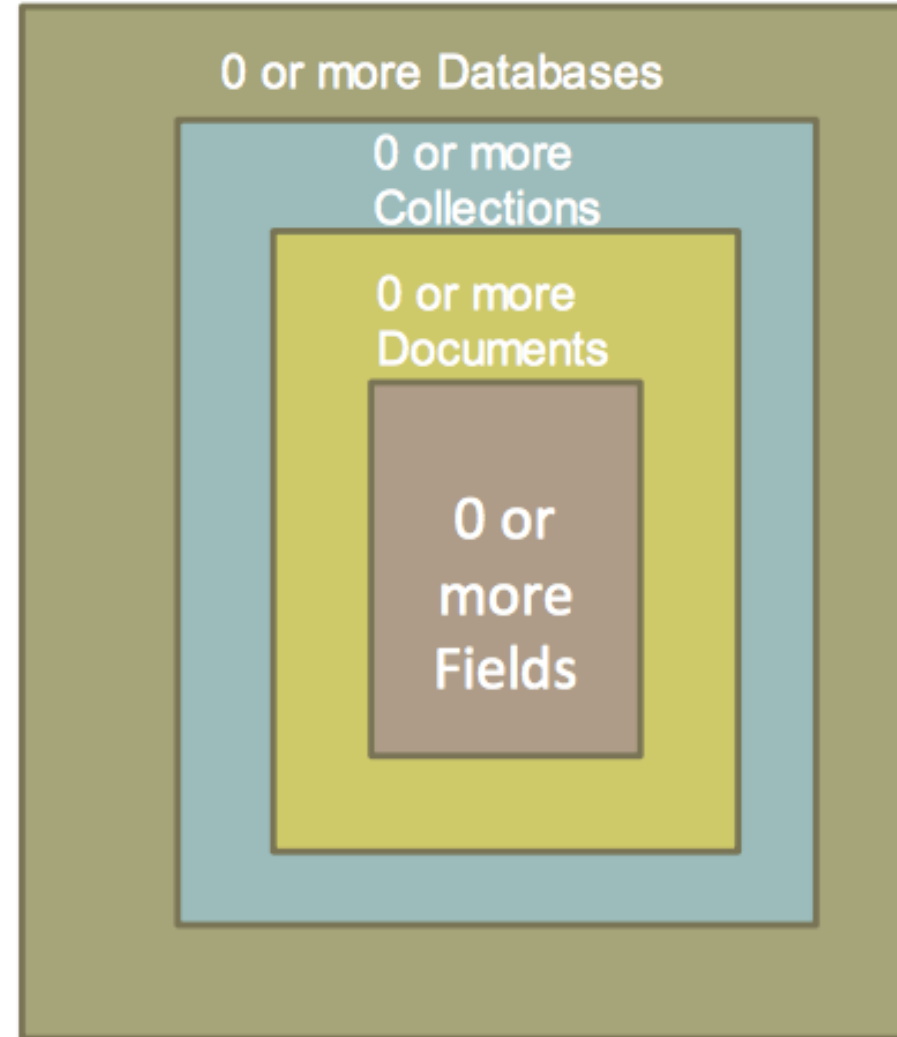 0 or more Databases
0 or more
Collections
0 or more
Documents
0 or
more
Fields